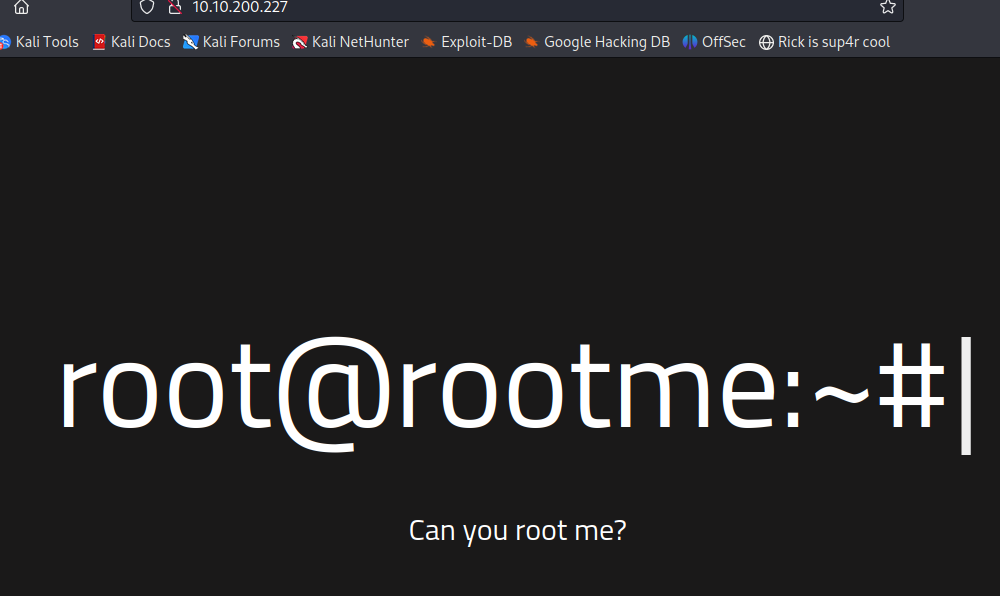 10.10.200.227
Kali Tools Kali Docs Kali Forums Kali NetHunter Exploit-DB Google Hacking DB OffSec Rick is sup4r cool
root@rootme:~#|
Can you root me?